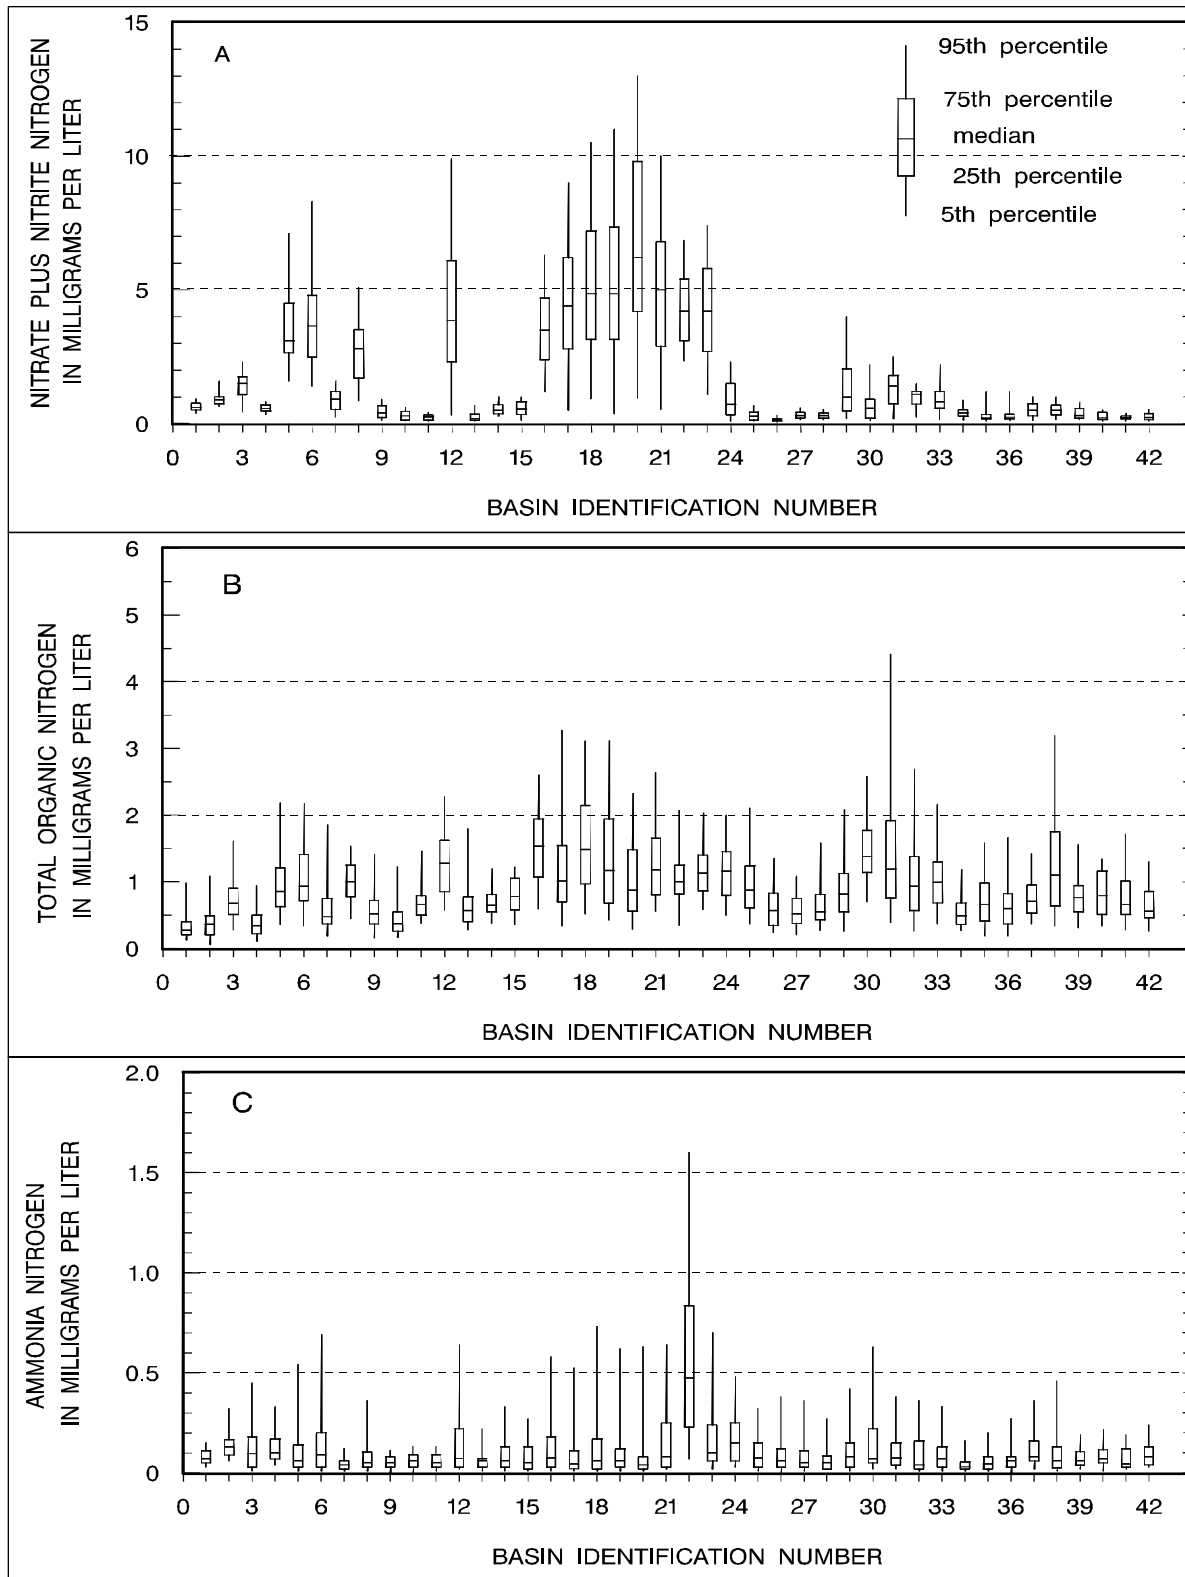 A
NITRATE PLUS NITRITE NITROGEN
IN MILLIGRAMS PER LITER
15
10
5
0
95th percentile
75th percentile
median
25th percentile
5th percentile
0 3 6 9 12 15 18 21 24 27 30 33 36 39 42
BASIN IDENTIFICATION NUMBER
B
TOTAL ORGANIC NITROGEN
IN MILLIGRAMS PER LITER
6
5
4
3
2
1
0
0 3 6 9 12 15 18 21 24 27 30 33 36 39 42
BASIN IDENTIFICATION NUMBER
C
AMMONIA NITROGEN
IN MILLIGRAMS PER LITER
2.0
1.5
1.0
0.5
0
0 3 6 9 12 15 18 21 24 27 30 33 36 39 42
BASIN IDENTIFICATION NUMBER